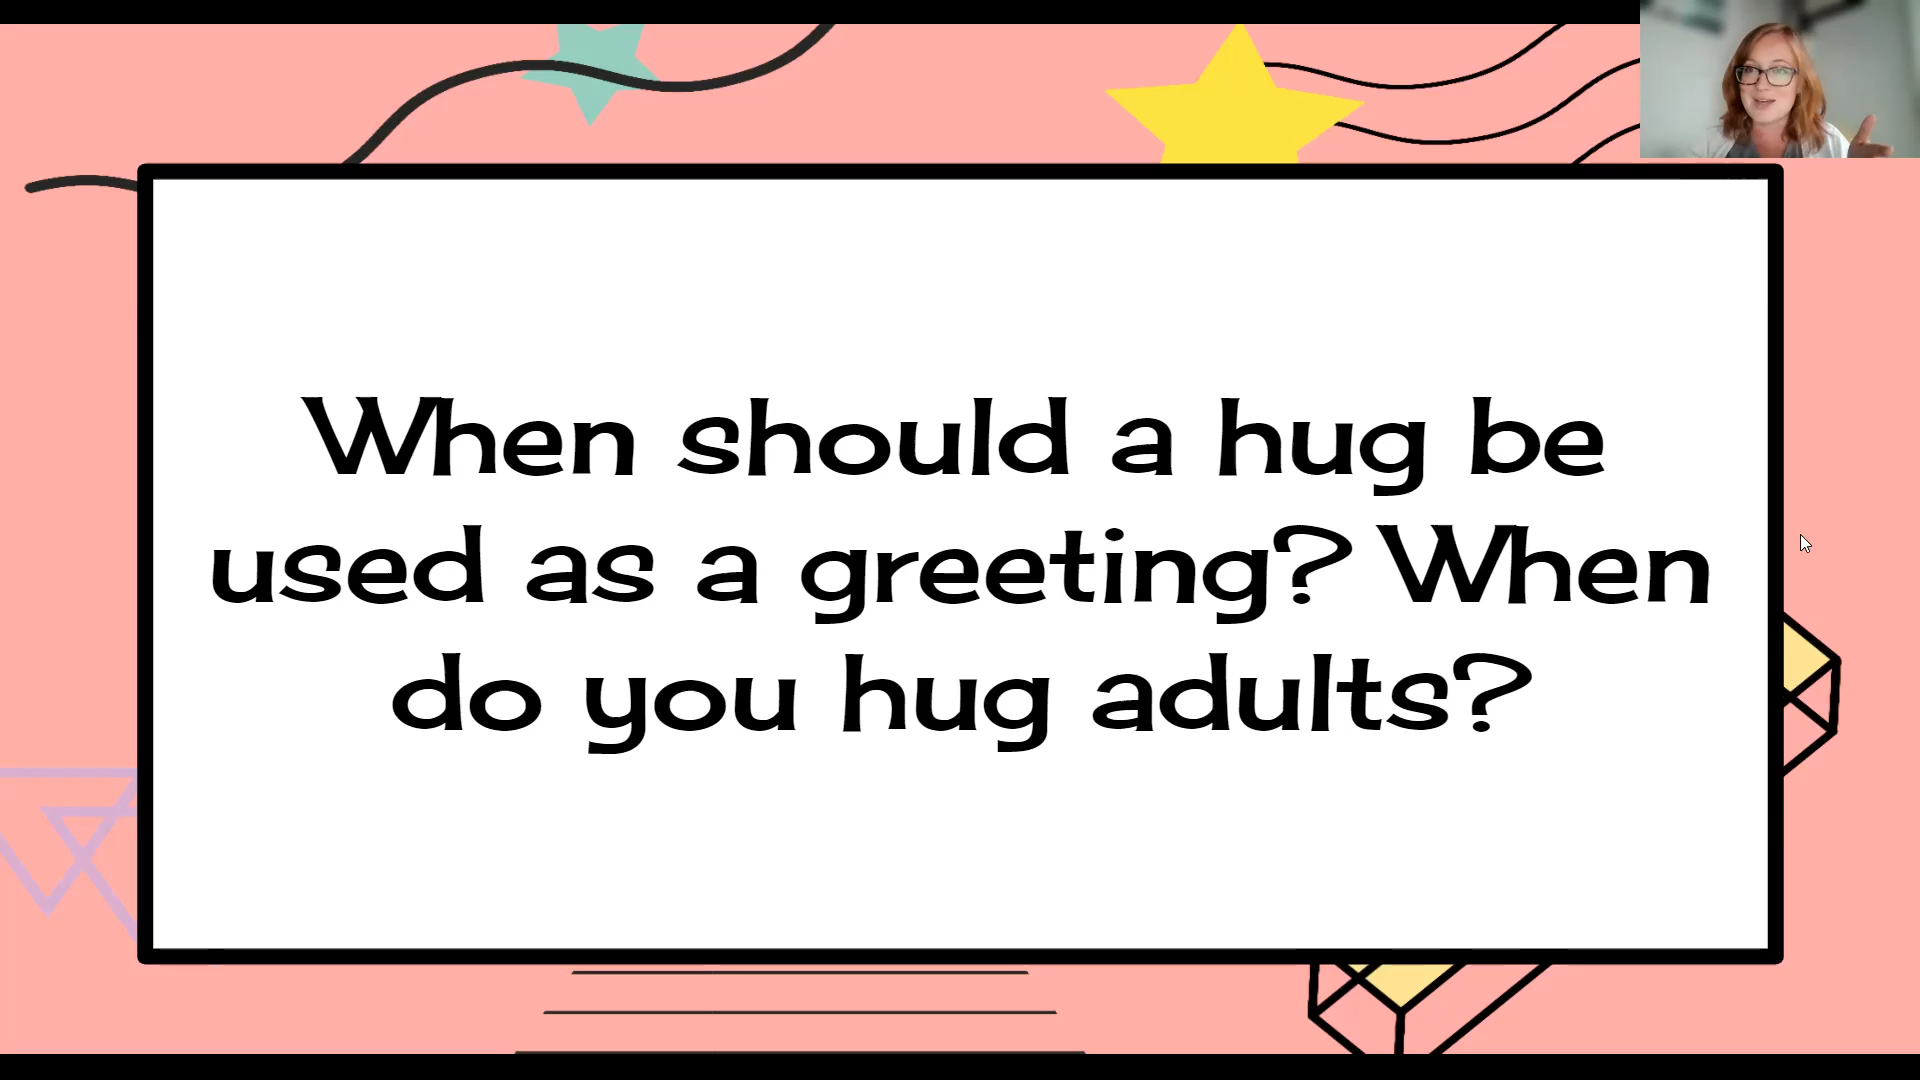 When should a hug be
used as a greeting? When
do you hug adults?